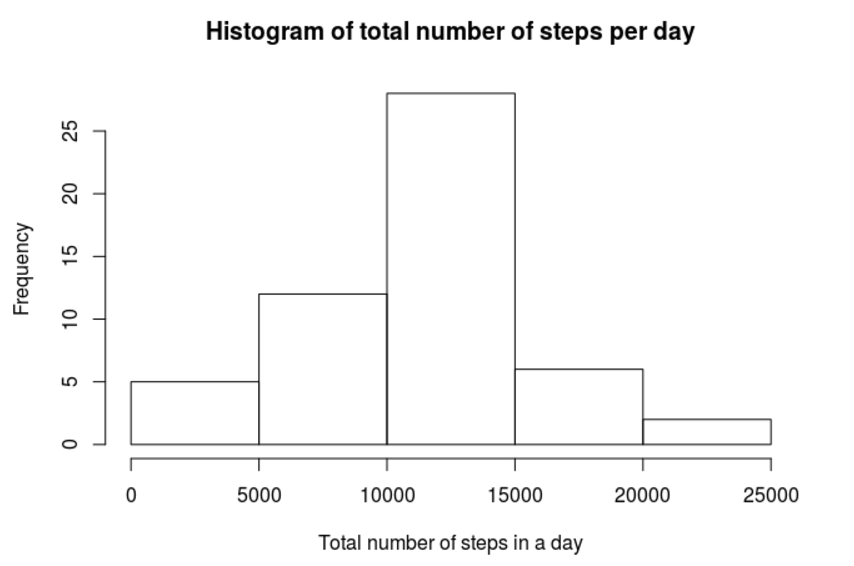 Histogram of total number of steps per day
Frequency
25
20
15
10
5
0
0 5000 10000 15000 20000 25000
Total number of steps in a day